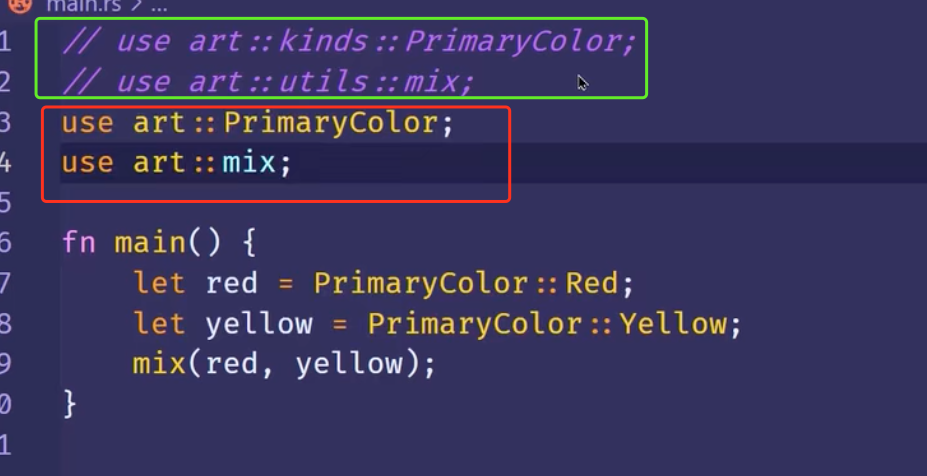 main.rs > ...
1 // use art::kinds::PrimaryColor;
2 // use art::utils::mix;
3 use art::PrimaryColor;
4 use art::mix;
5
6 fn main() {
7     let red = PrimaryColor::Red;
8     let yellow = PrimaryColor::Yellow;
9     mix(red, yellow);
0 }
1